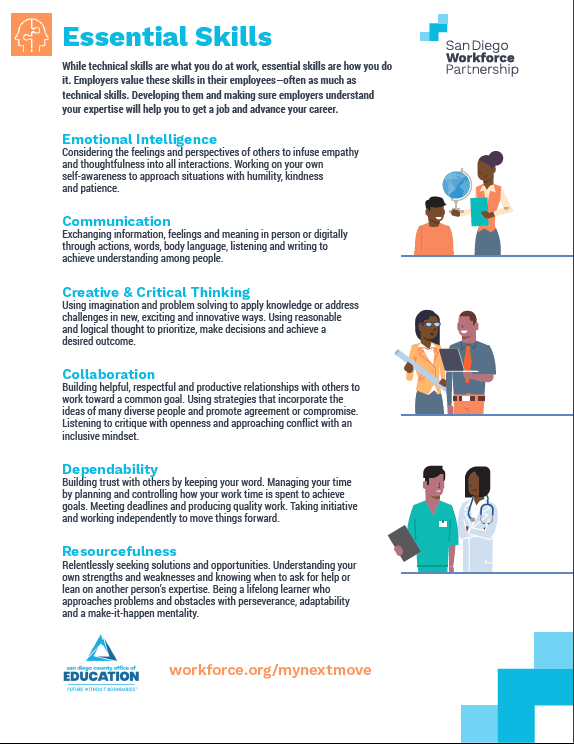 Essential Skills
While technical skills are what you do at work, essential skills are how you do
it. Employers value these skills in their employees—often as much as
technical skills. Developing them and making sure employers understand
your expertise will help you to get a job and advance your career.
San Diego
Workforce
Partnership
Emotional Intelligence
Considering the feelings and perspectives of others to infuse empathy
and thoughtfulness into all interactions. Working on your own
self-awareness to approach situations with humility, kindness
and patience.
Communication
Exchanging information, feelings and meaning in person or digitally
through actions, words, body language, listening and writing to
achieve understanding among people.
Creative & Critical Thinking
Using imagination and problem solving to apply knowledge or address
challenges in new, exciting and innovative ways. Using reasonable
and logical thought to prioritize, make decisions and achieve a
desired outcome.
Collaboration
Building helpful, respectful and productive relationships with others to
work toward a common goal. Using strategies that incorporate the
ideas of many diverse people and promote agreement or compromise.
Listening to critique with openness and approaching conflict with an
inclusive mindset.
Dependability
Building trust with others by keeping your word. Managing your time
by planning and controlling how your work time is spent to achieve
goals. Meeting deadlines and producing quality work. Taking initiative
and working independently to move things forward.
Resourcefulness
Relentlessly seeking solutions and opportunities. Understanding your
own strengths and weaknesses and knowing when to ask for help or
lean on another person's expertise. Being a lifelong learner who
approaches problems and obstacles with perseverance, adaptability
and a make-it-happen mentality.
san diego county office of
EDUCATION
FUTURE WITHOUT BOUNDARIES™
workforce.org/mynextmove